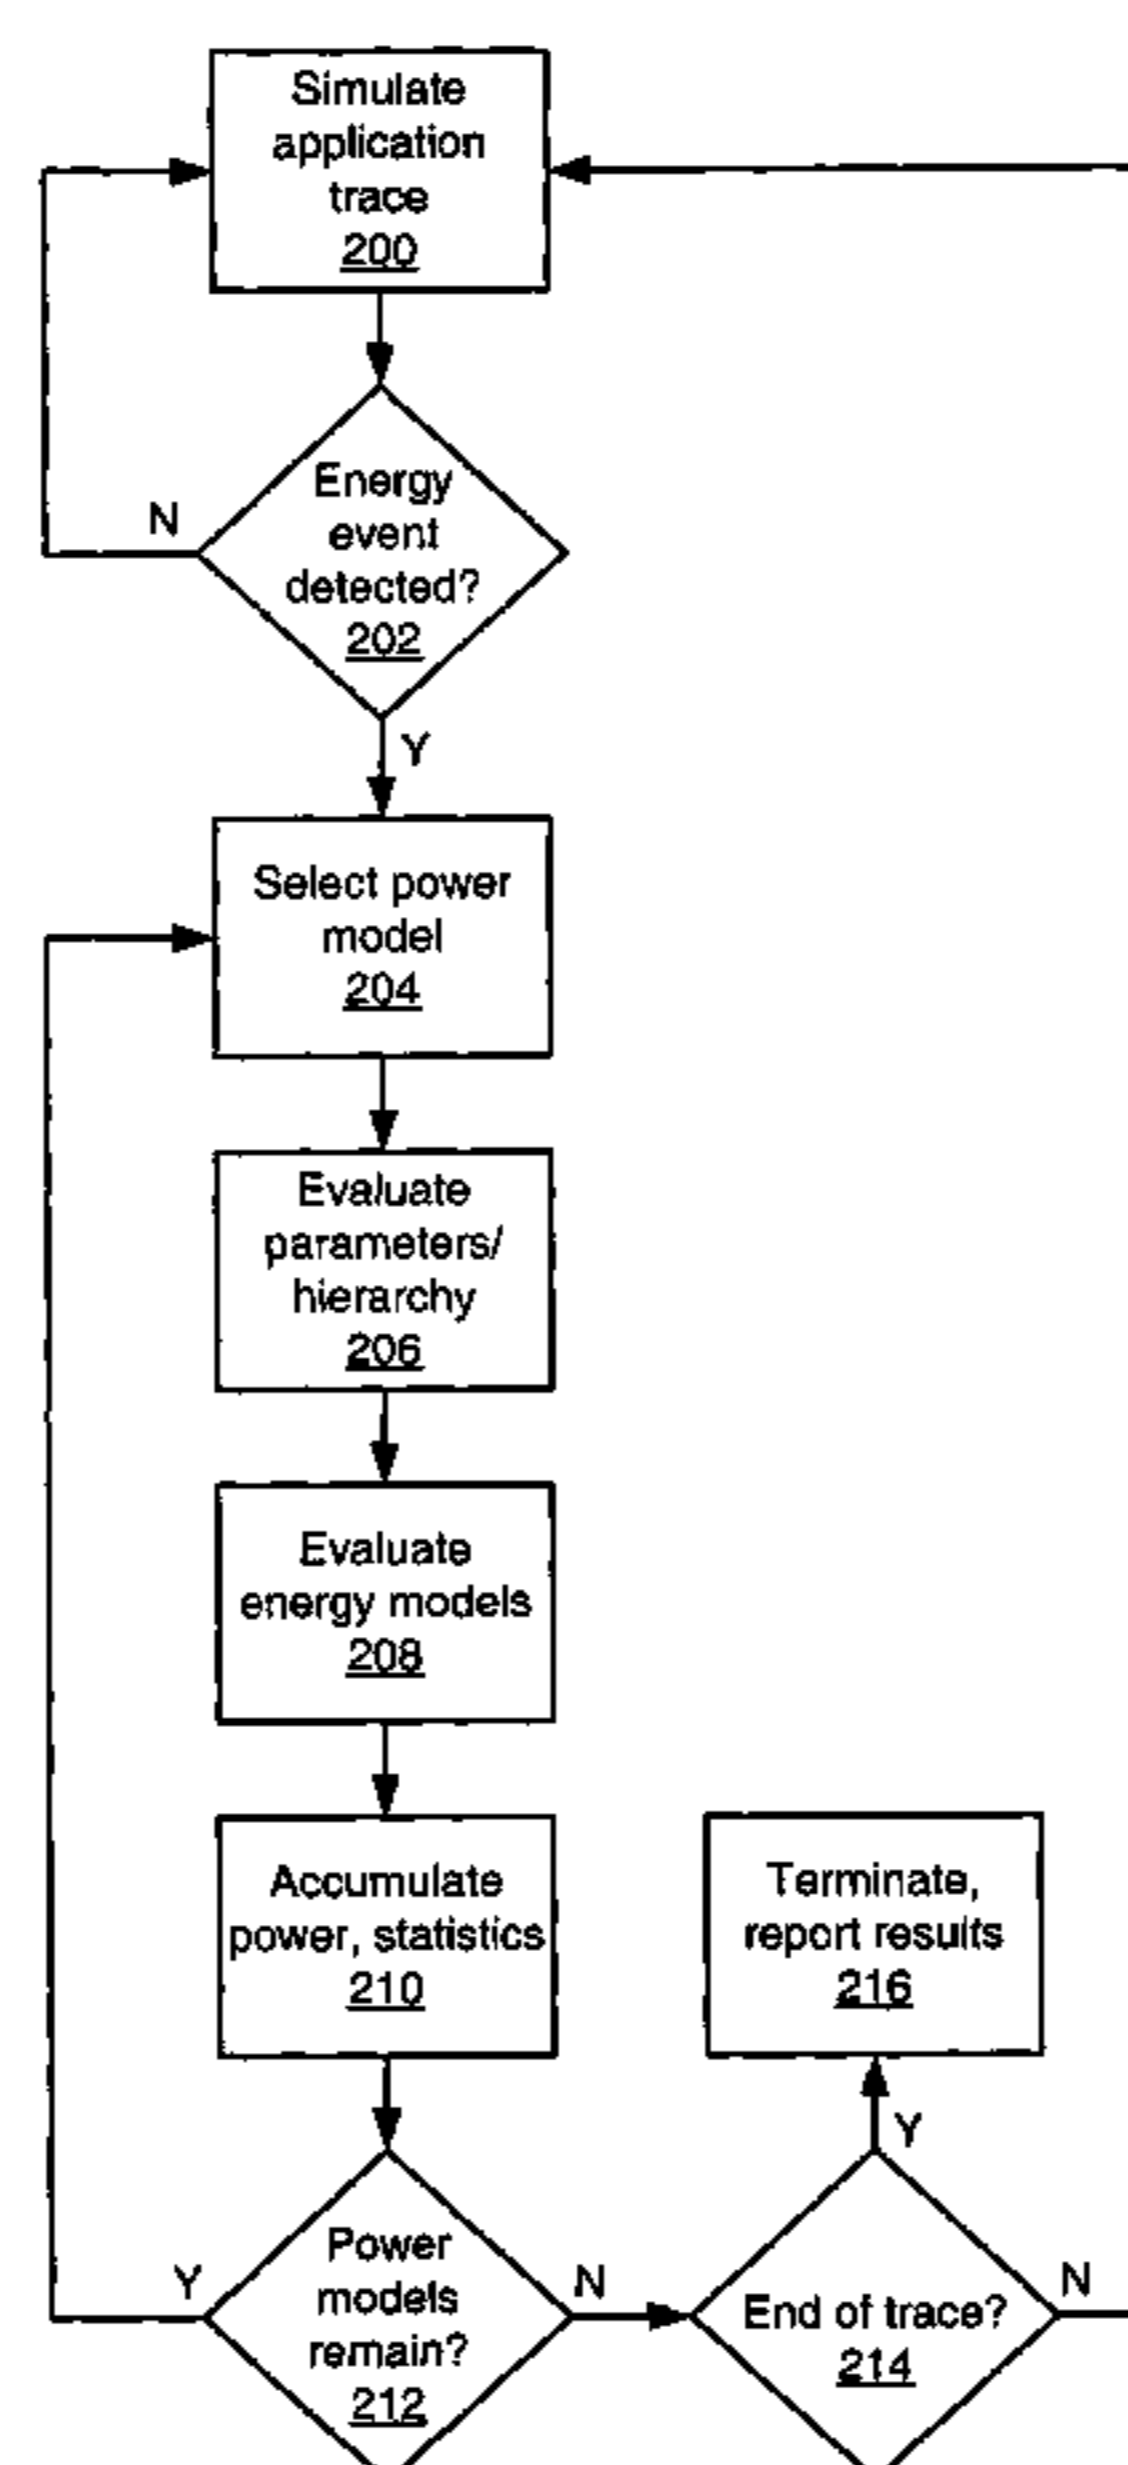 Simulate
application
trace
200
N
Energy
event
detected?
202
Y
Select power
model
204
Evaluate
parameters/
hierarchy
206
Evaluate
energy models
208
Accumulate
power, statistics
210
Terminate,
report results
216
Y
Y
Power
models
remain?
212
N
End of trace?
214
N